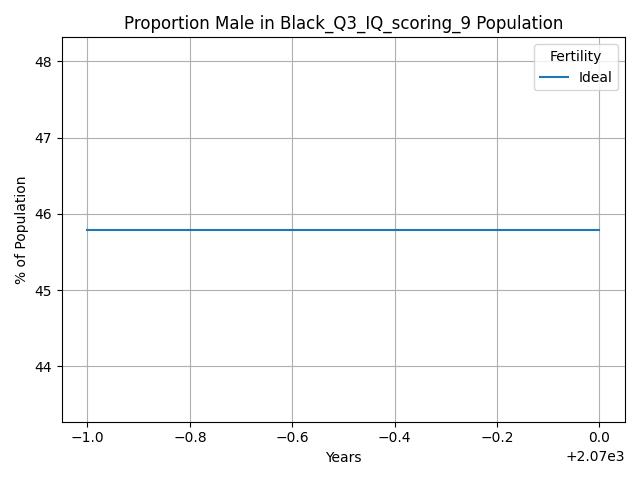 Proportion Male in Black_Q3_IQ_scoring_9 Population
Fertility
Ideal
48
47
46
45
44
% of Population
−1.0
−0.8
−0.6
−0.4
−0.2
0.0
Years
+2.07e3